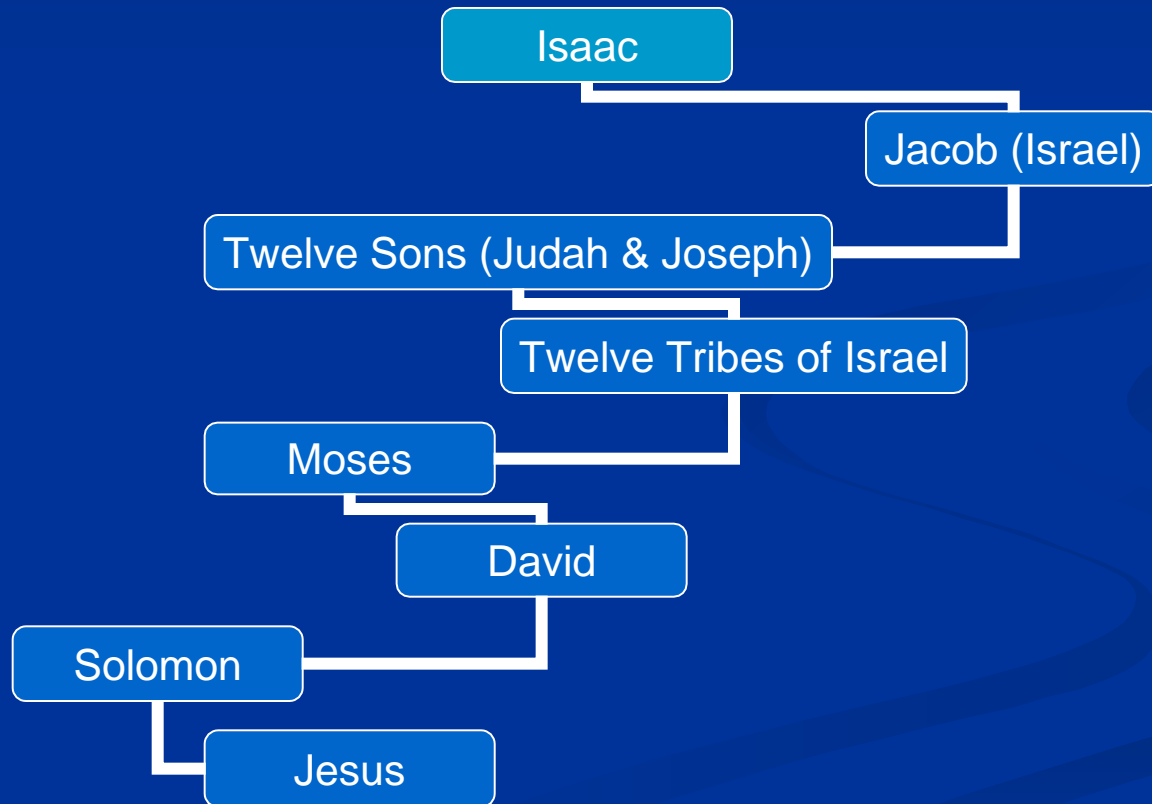 Isaac
Jacob (Israel)
Twelve Sons (Judah & Joseph)
Twelve Tribes of Israel
Moses
David
Solomon
Jesus